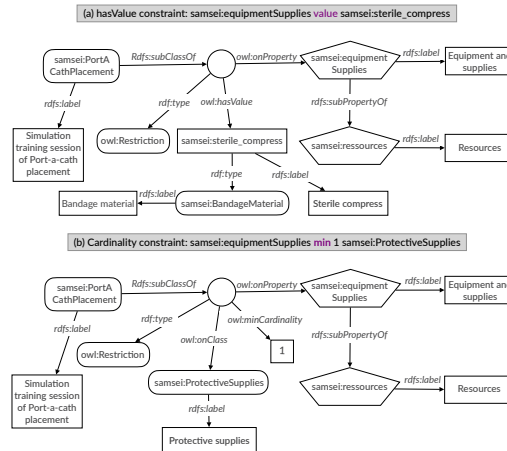 (a) hasValue constraint: samsei:equipmentSupplies value samsei:sterile_compress
samsei:PortA
CathPlacement
Rdfs:subClassOf
owl:onProperty
samsei:equipment
Supplies
rdfs:label
Equipment and
supplies
rdfs:label
rdf:type
owl:hasValue
rdfs:subPropertyOf
Simulation
training session
of Port-a-cath
placement
owl:Restriction
samsei:sterile_compress
samsei:ressources
rdfs:label
Resources
rdf:type
rdfs:label
Bandage material
rdfs:label
samsei:BandageMaterial
Sterile compress
(b) Cardinality constraint: samsei:equipmentSupplies min 1 samsei:ProtectiveSupplies
samsei:PortA
CathPlacement
Rdfs:subClassOf
owl:onProperty
samsei:equipment
Supplies
rdfs:label
Equipment and
supplies
rdfs:label
rdf:type
owl:minCardinality
owl:onClass
rdfs:subPropertyOf
owl:Restriction
1
Simulation
training session
of Port-a-cath
placement
samsei:ProtectiveSupplies
samsei:ressources
rdfs:label
Resources
rdfs:label
Protective supplies